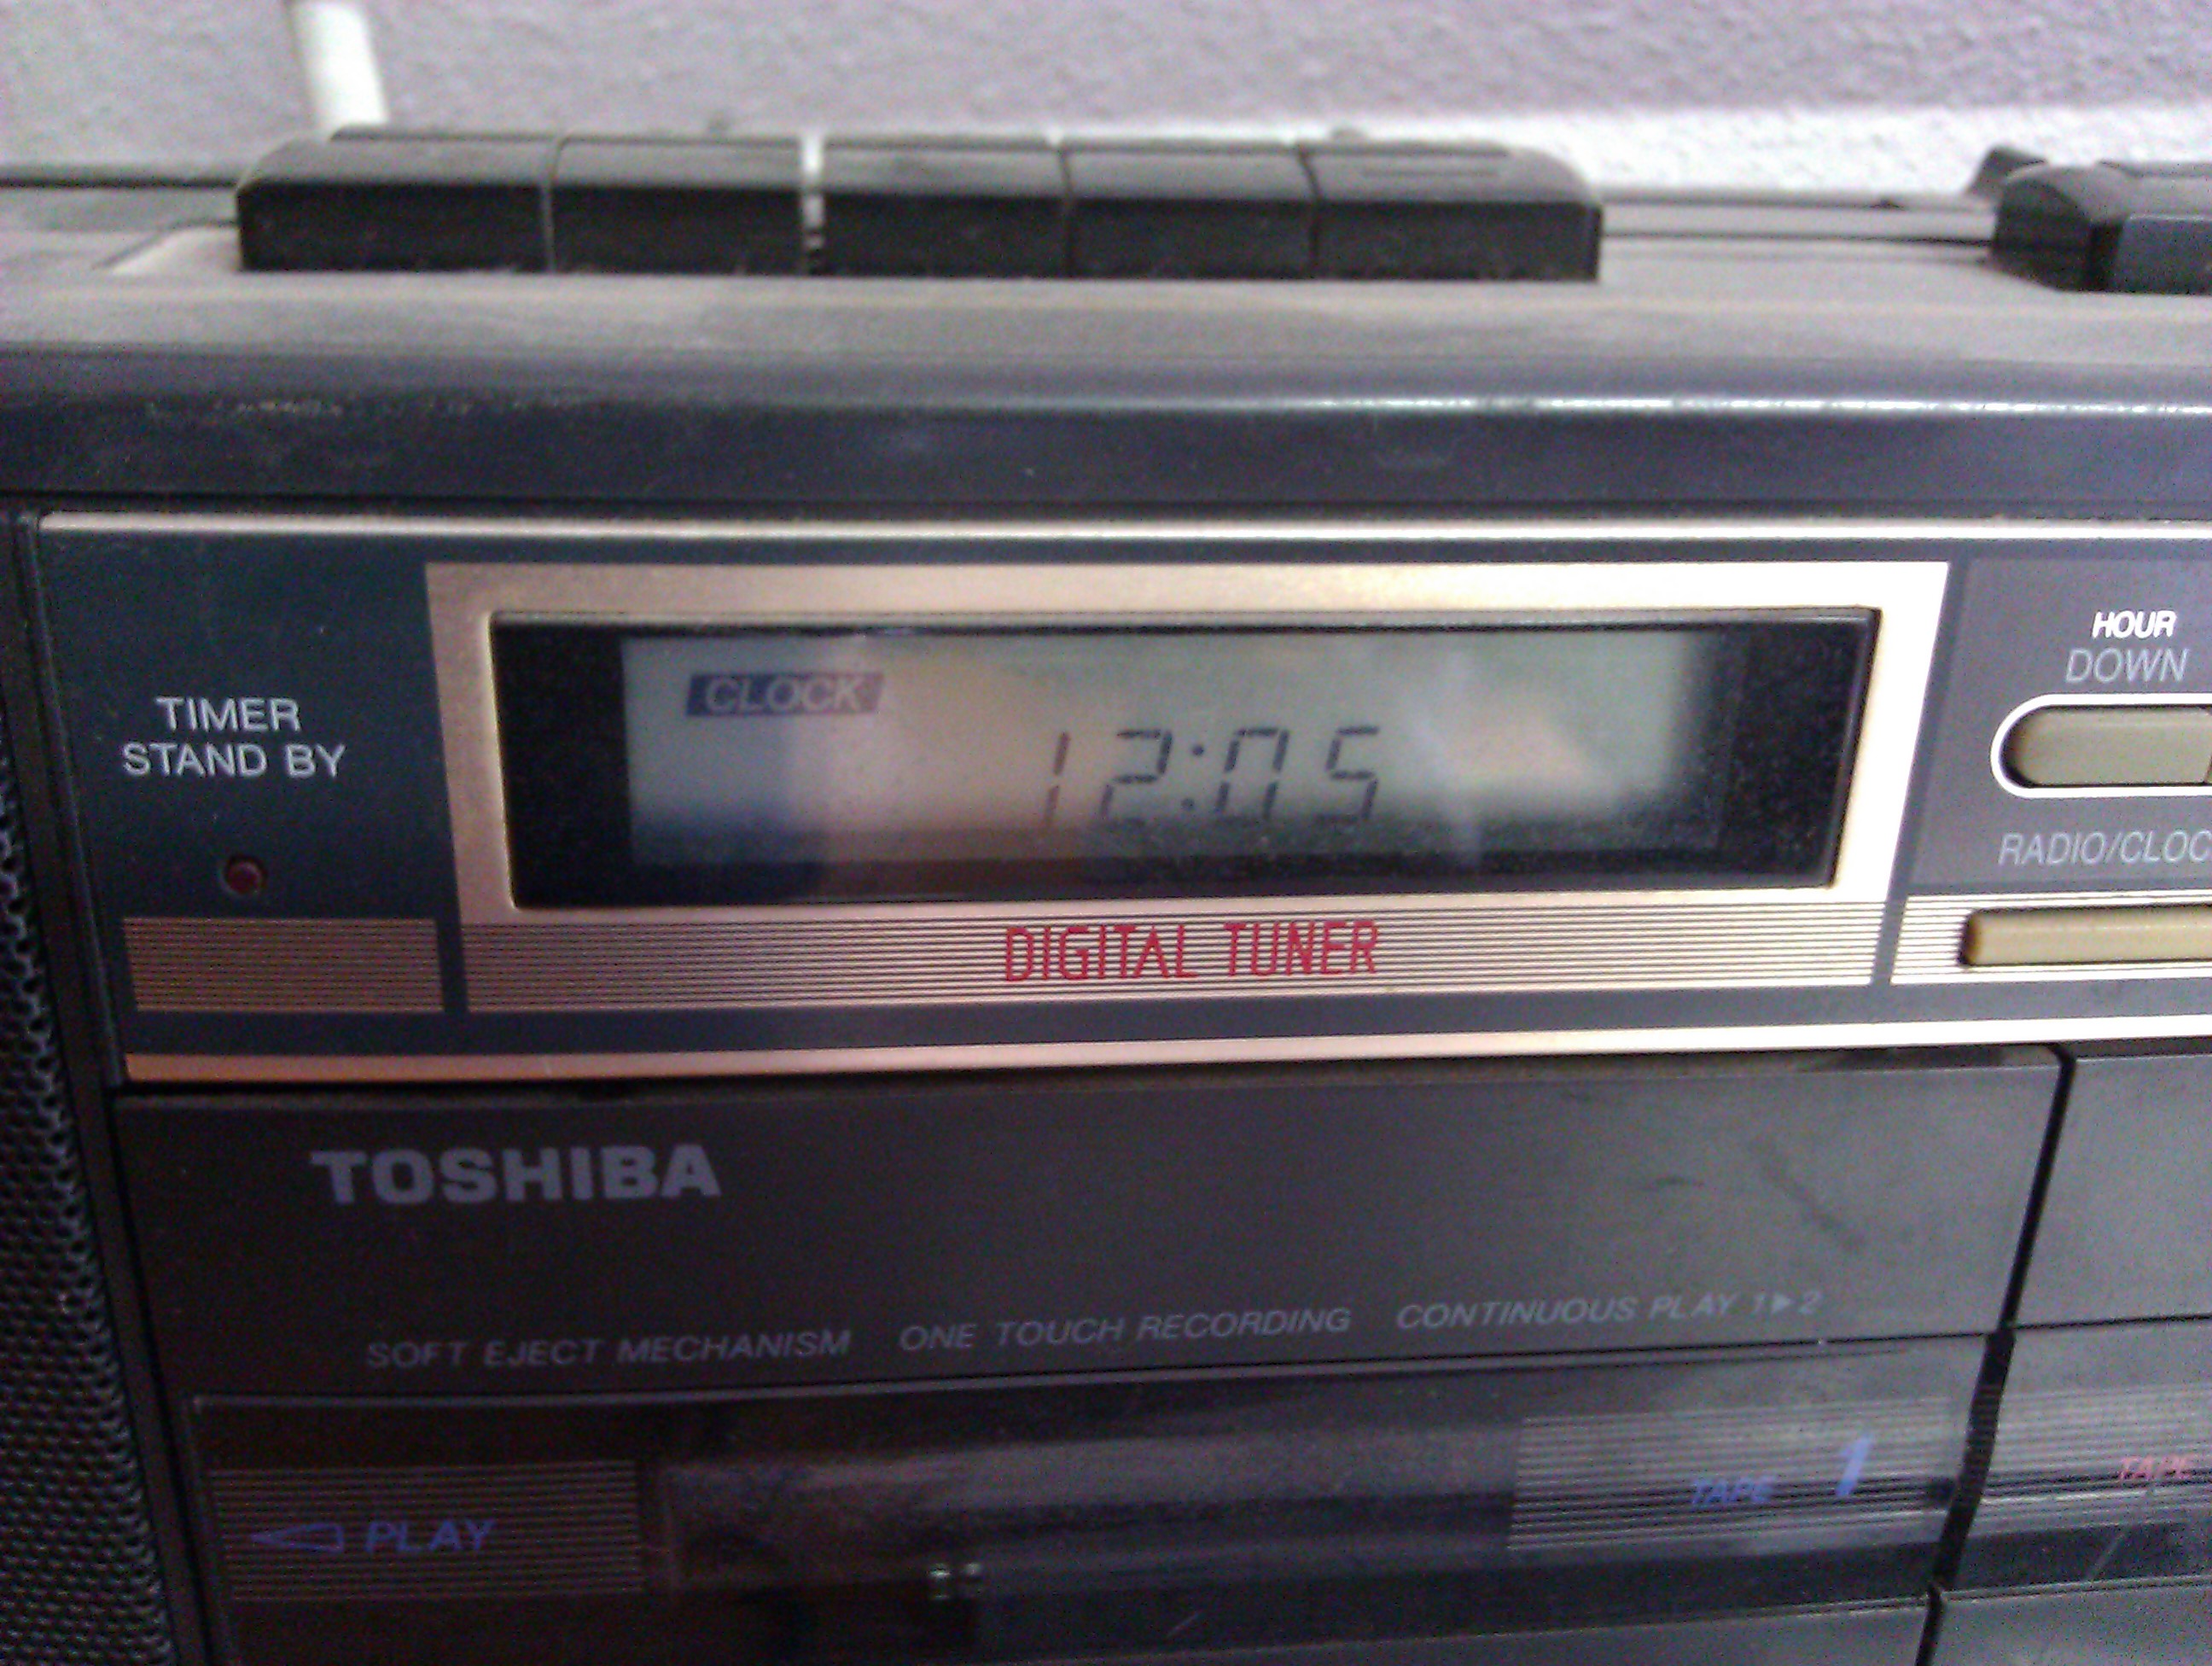 HOUR
DOWN
CLOCK
TIMER
STAND BY
12:05
RADIO/CLOC
DIGITAL TUNER
TOSHIBA
SOFT EJECT MECHANISM ONE TOUCH RECORDING CONTINUOUS PLAY 1▶2
TAPE 1
TAPE
PLAY